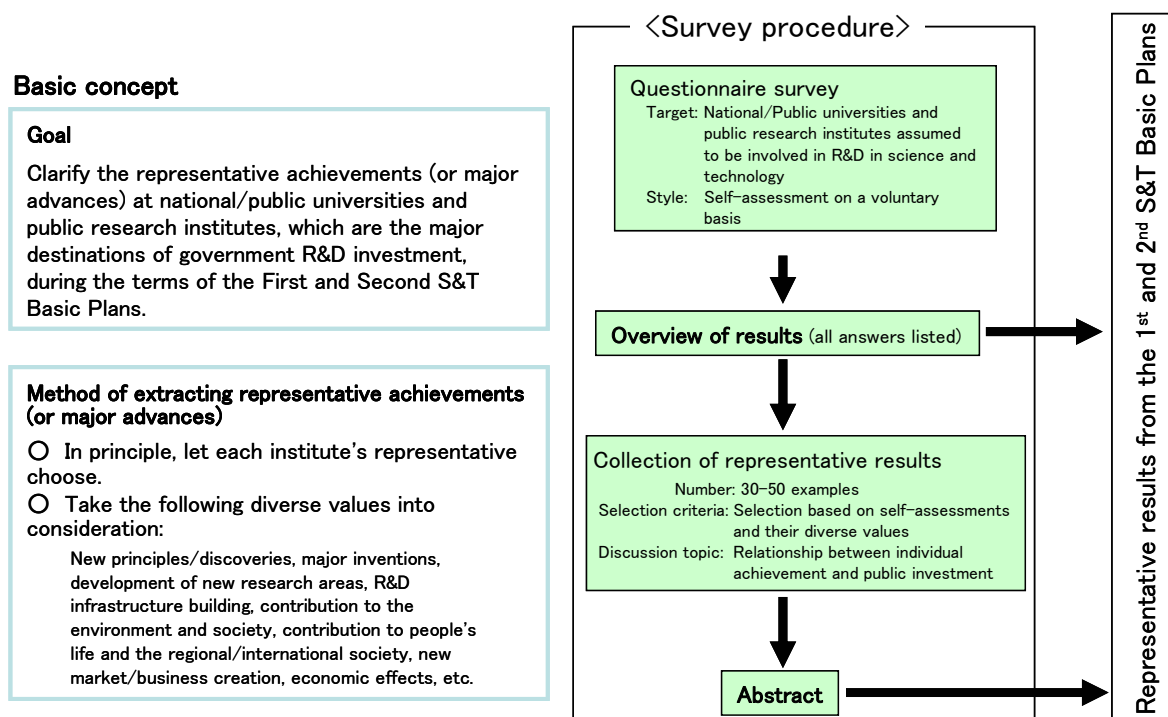 Basic concept
Goal
Clarify the representative achievements (or major
advances) at national/public universities and
public research institutes, which are the major
destinations of government R&D investment,
during the terms of the First and Second S&T
Basic Plans.
Method of extracting representative achievements
(or major advances)
○ In principle, let each institute's representative
choose.
○ Take the following diverse values into
consideration:
New principles/discoveries, major inventions,
development of new research areas, R&D
infrastructure building, contribution to the
environment and society, contribution to people's
life and the regional/international society, new
market/business creation, economic effects, etc.
〈Survey procedure〉
Questionnaire survey
Target: National/Public universities and
public research institutes assumed
to be involved in R&D in science and
technology
Style: Self-assessment on a voluntary
basis
Overview of results (all answers listed)
Collection of representative results
Number: 30-50 examples
Selection criteria: Selection based on self-assessments
and their diverse values
Discussion topic: Relationship between individual
achievement and public investment
Abstract
Representative results from the 1st and 2nd S&T Basic Plans